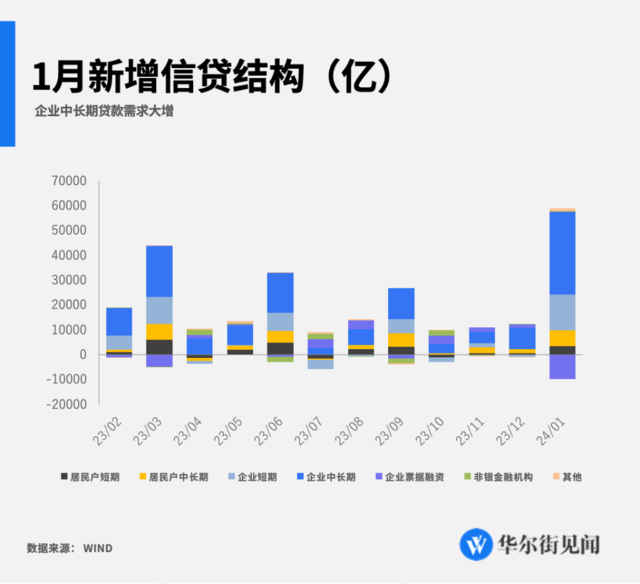 1月新增信贷结构（亿）
企业中长期贷款需求大增
70000
60000
50000
40000
30000
20000
10000
0
-10000
-20000
23/02 23/03 23/04 23/05 23/06 23/07 23/08 23/09 23/10 23/11 23/12 24/01
居民户短期 居民户中长期 企业短期 企业中长期 企业票据融资 非银金融机构 其他
数据来源： WIND
华尔街见闻